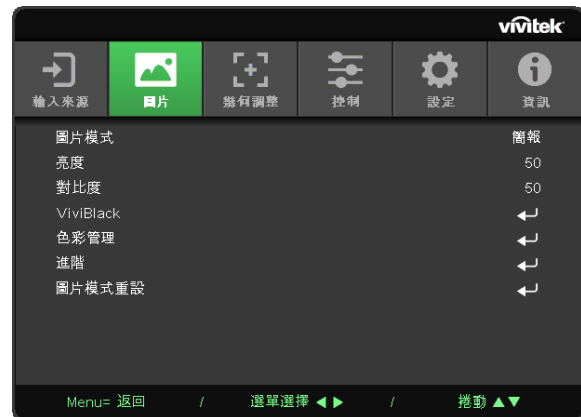 vivitek
輸入來源 圖片 幾何調整 控制 設定 資訊
圖片模式 簡報
亮度 50
對比度 50
ViviBlack
色彩管理
進階
圖片模式重設
Menu= 返回 / 選單選擇 ◀ ▶ / 捲動 ▲▼